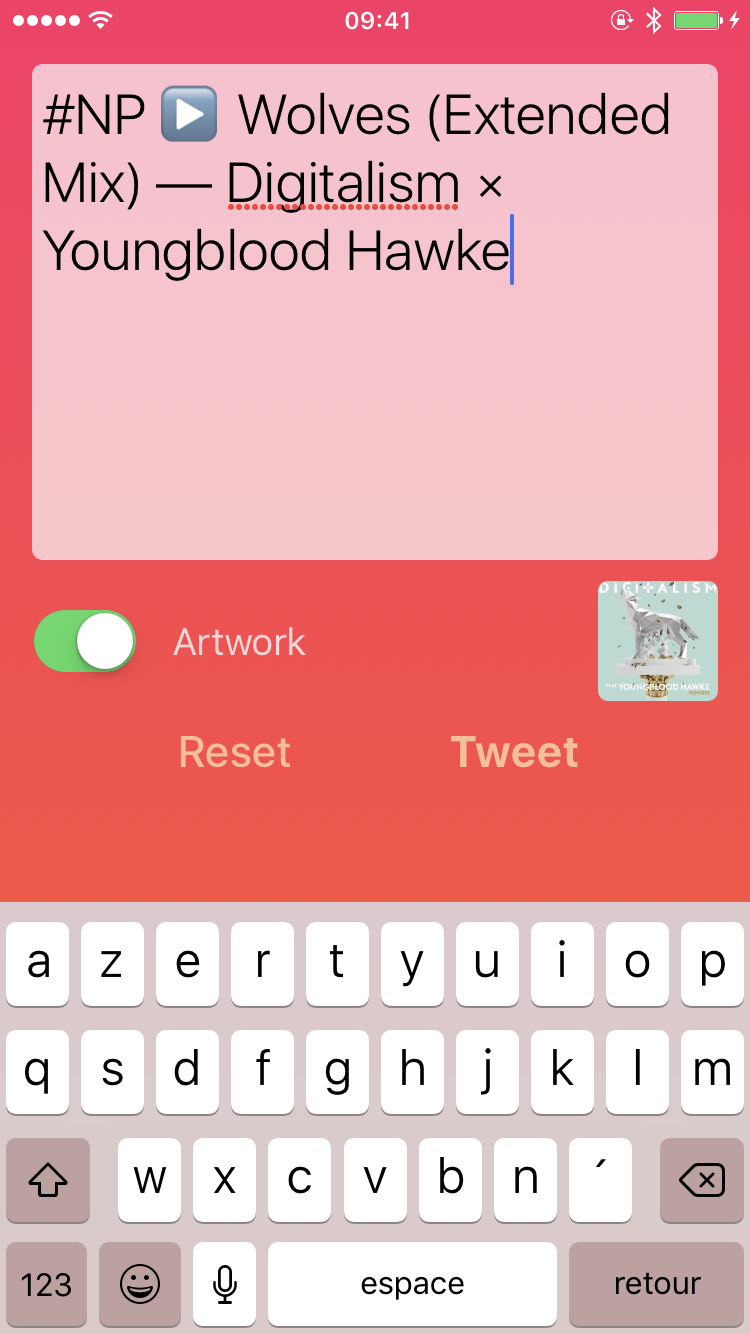 09:41
#NP ▶️ Wolves (Extended
Mix) — Digitalism ×
Youngblood Hawke
Artwork
DIGITALISM
FEAT YOUNGBLOOD HAWKE
REMIXES
Reset
Tweet
a z e r t y u i o p
q s d f g h j k l m
w x c v b n ´
123
espace
retour